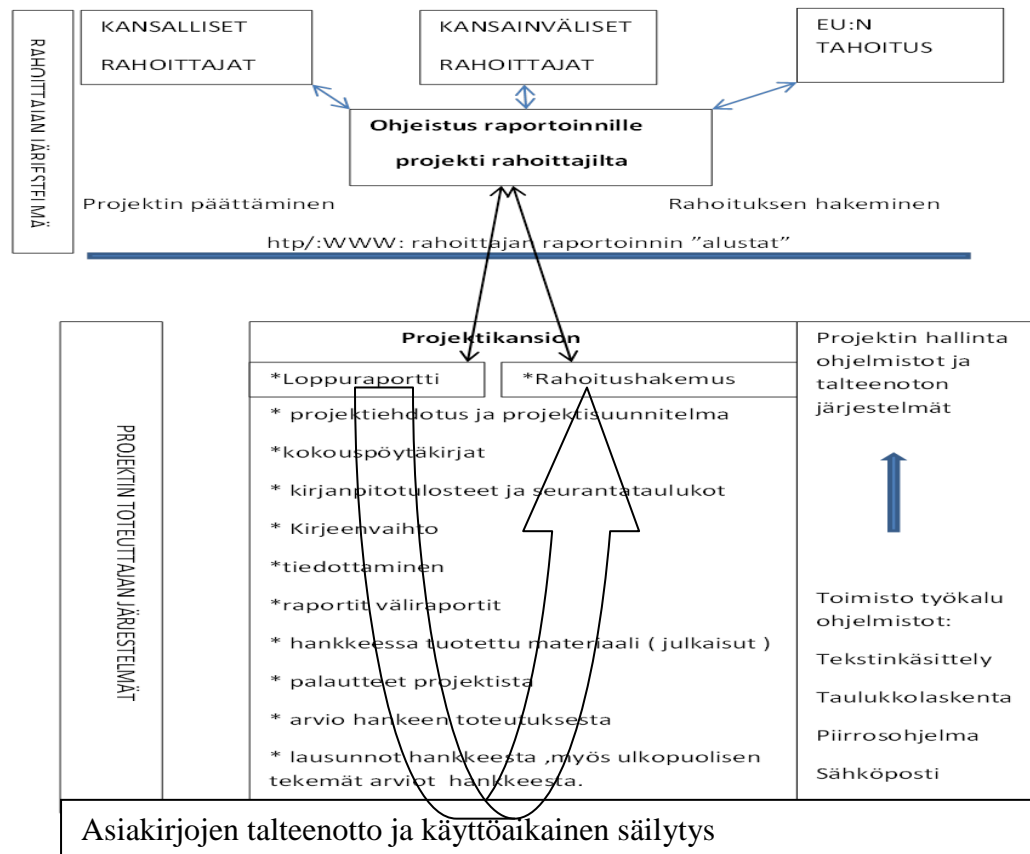 RAHOITTAJAN JÄRJESTELMÄ
KANSALLISET
RAHOITTAJAT
KANSAINVÄLISET
RAHOITTAJAT
EU:N
TAHOITUS
Ohjeistus raportoinnille
projekti rahoittajilta
Projektin päättäminen
Rahoituksen hakeminen
htp/:WWW: rahoittajan raportoinnin ”alustat”
PROJEKTIN TOTEUTTAJAN JÄRJESTELMÄT
Projektikansion
*Loppuraportti
*Rahoitushakemus
* projektiehdotus ja projektisuunnitelma
*kokouspöytäkirjat
* kirjanpitotulosteet ja seurantataulukot
* Kirjeenvaihto
*tiedottaminen
*raportit väliraportit
* hankkeessa tuotettu materiaali ( julkaisut )
* palautteet projektista
* arvio hankeen toteutuksesta
* lausunnot hankkeesta ,myös ulkopuolisen
tekemät arviot hankkeesta.
Projektin hallinta
ohjelmistot ja
talteenoton
järjestelmät
Toimisto työkalu
ohjelmistot:
Tekstinkäsittely
Taulukkolaskenta
Piirrosohjelma
Sähköposti
Asiakirjojen talteenotto ja käyttöaikainen säilytys